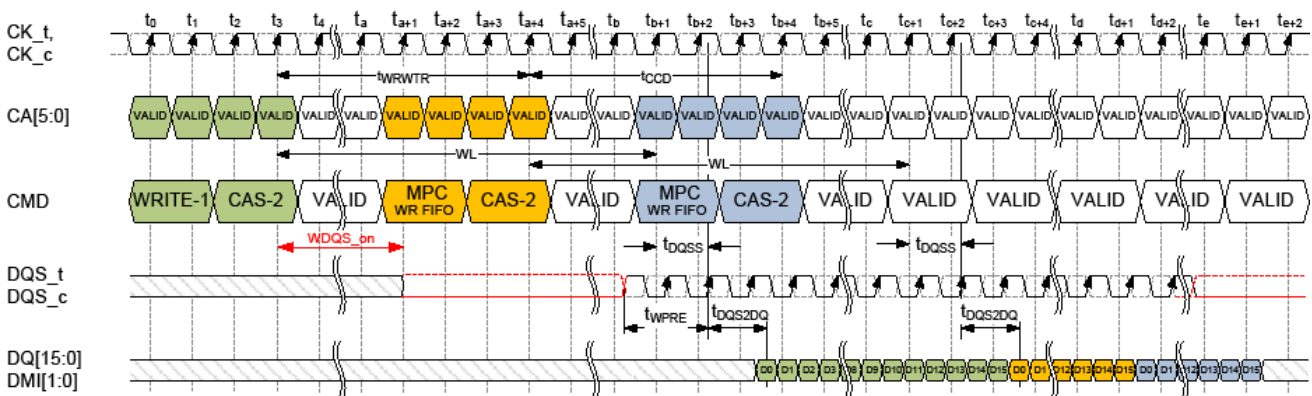 t0 t1 t2 t3 t4 ta ta+1 ta+2 ta+3 ta+4 ta+5 tb tb+1 tb+2 tb+3 tb+4 tb+5 tc tc+1 tc+2 tc+3 tc+4 td td+1 td+2 te te+1 te+2
CK_t,
CK_c
tWRWTR tCCD
CA[5:0] VALID VALID VALID VALID VALID VALID VALID VALID VALID VALID VALID VALID VALID VALID VALID VALID VALID VALID VALID VALID VALID VALID VALID VALID VALID VALID VALID VALID
WL WL
CMD WRITE-1 CAS-2 VALID MPC WR FIFO CAS-2 VALID MPC WR FIFO CAS-2 VALID VALID VALID VALID VALID VALID
WDQS_on tDQSS tDQSS
DQS_t
DQS_c
tWPRE tDQS2DQ tDQS2DQ
DQ[15:0]
DMI[1:0]
D0 D1 D2 D3 D8 D9 D10 D11 D12 D13 D14 D15 D0 D1 D12 D13 D14 D15 D0 D1 D12 D13 D14 D15